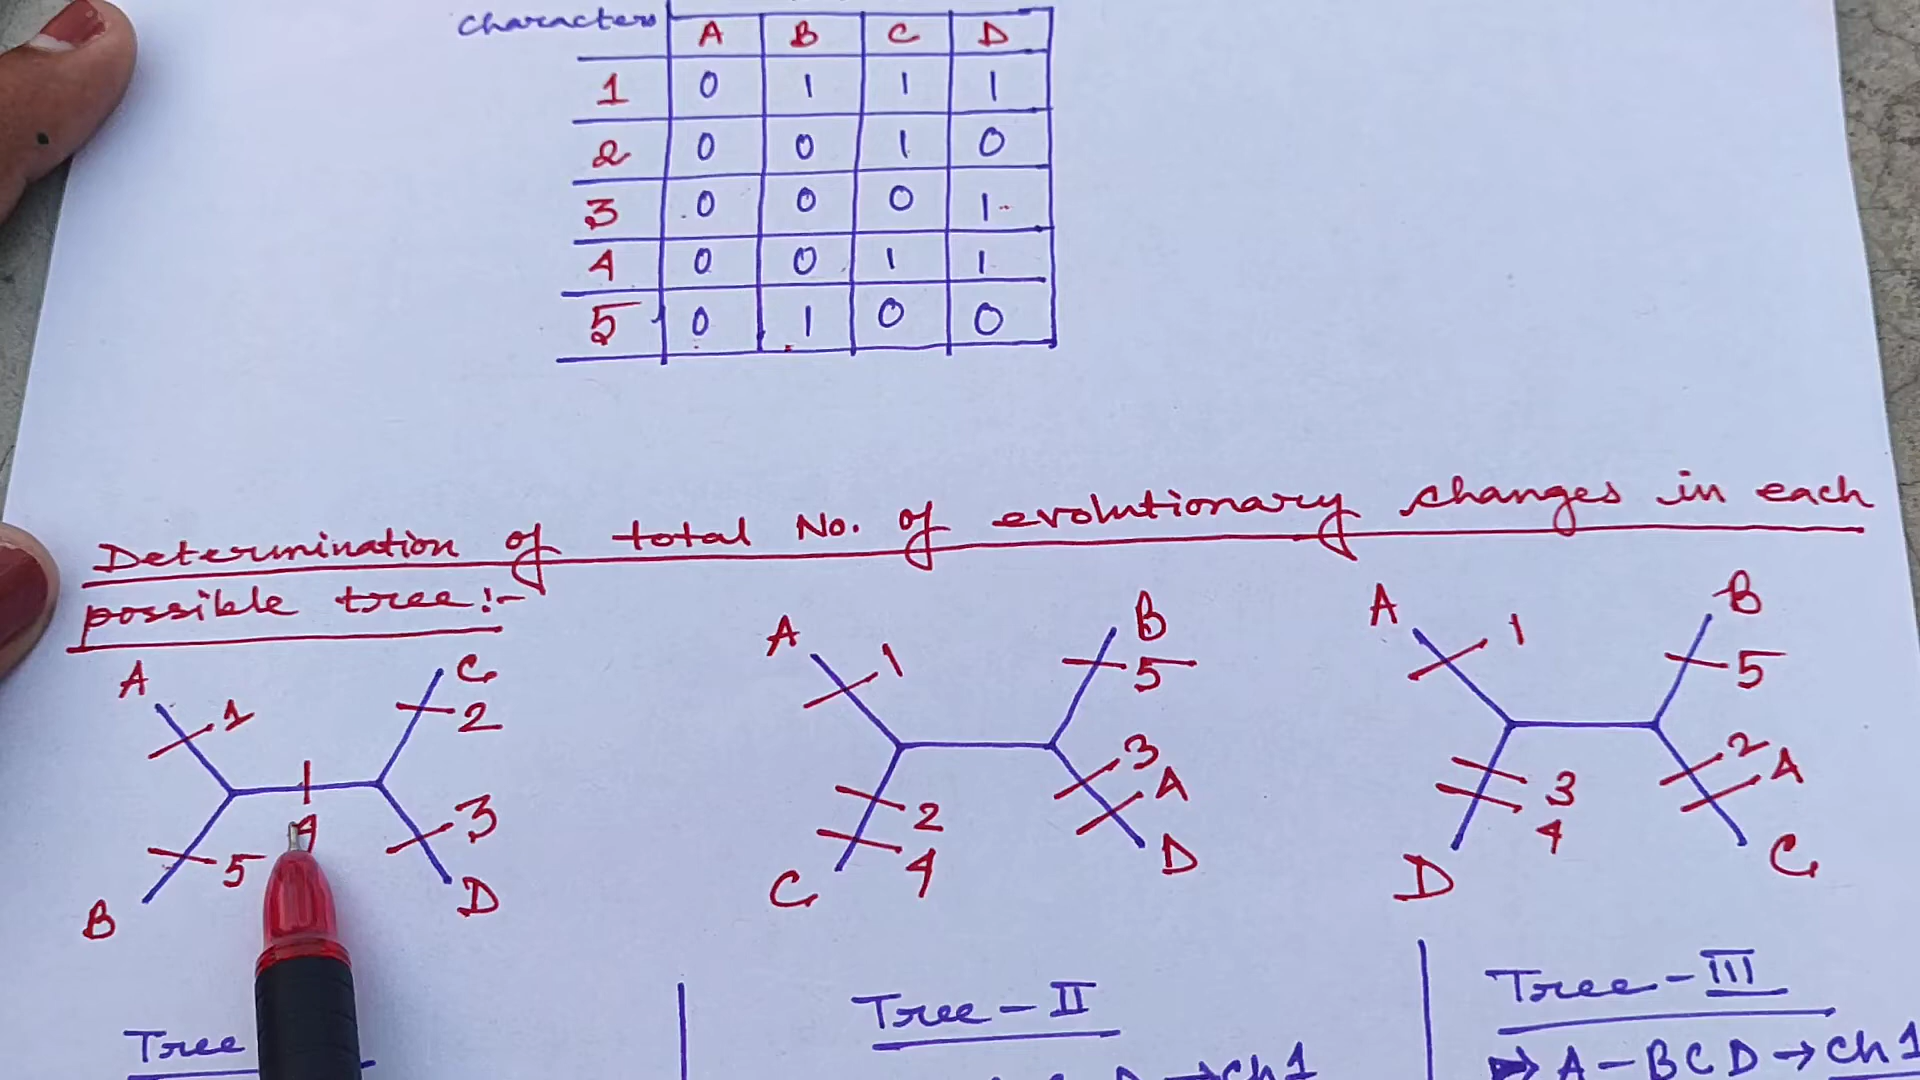 characters
A B C D
1 0 1 1 1
2 0 0 1 0
3 0 0 0 1
4 0 0 1 1
5 0 1 0 0
Determination of total No. of evolutionary changes in each
possible tree:-
A 1 C 2
4
B 5 3 D
A 1 B 5
C 2 4 3 4 D
A 1 B 5
D 3 4 2 4 C
Tree
Tree - II
Tree - III
D → Ch 1
A - BCD → Ch 1